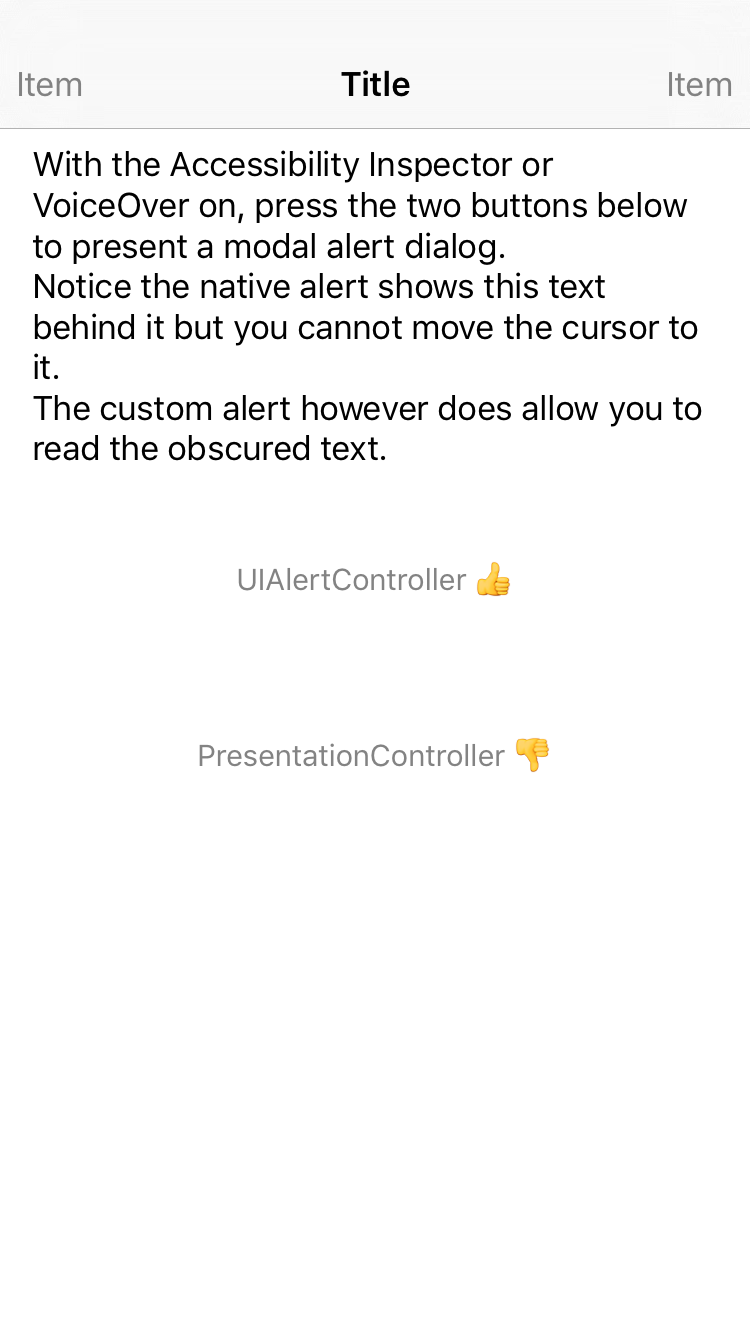 Item Title Item
With the Accessibility Inspector or
VoiceOver on, press the two buttons below
to present a modal alert dialog.
Notice the native alert shows this text
behind it but you cannot move the cursor to
it.
The custom alert however does allow you to
read the obscured text.
UIAlertController 👍
PresentationController 👎